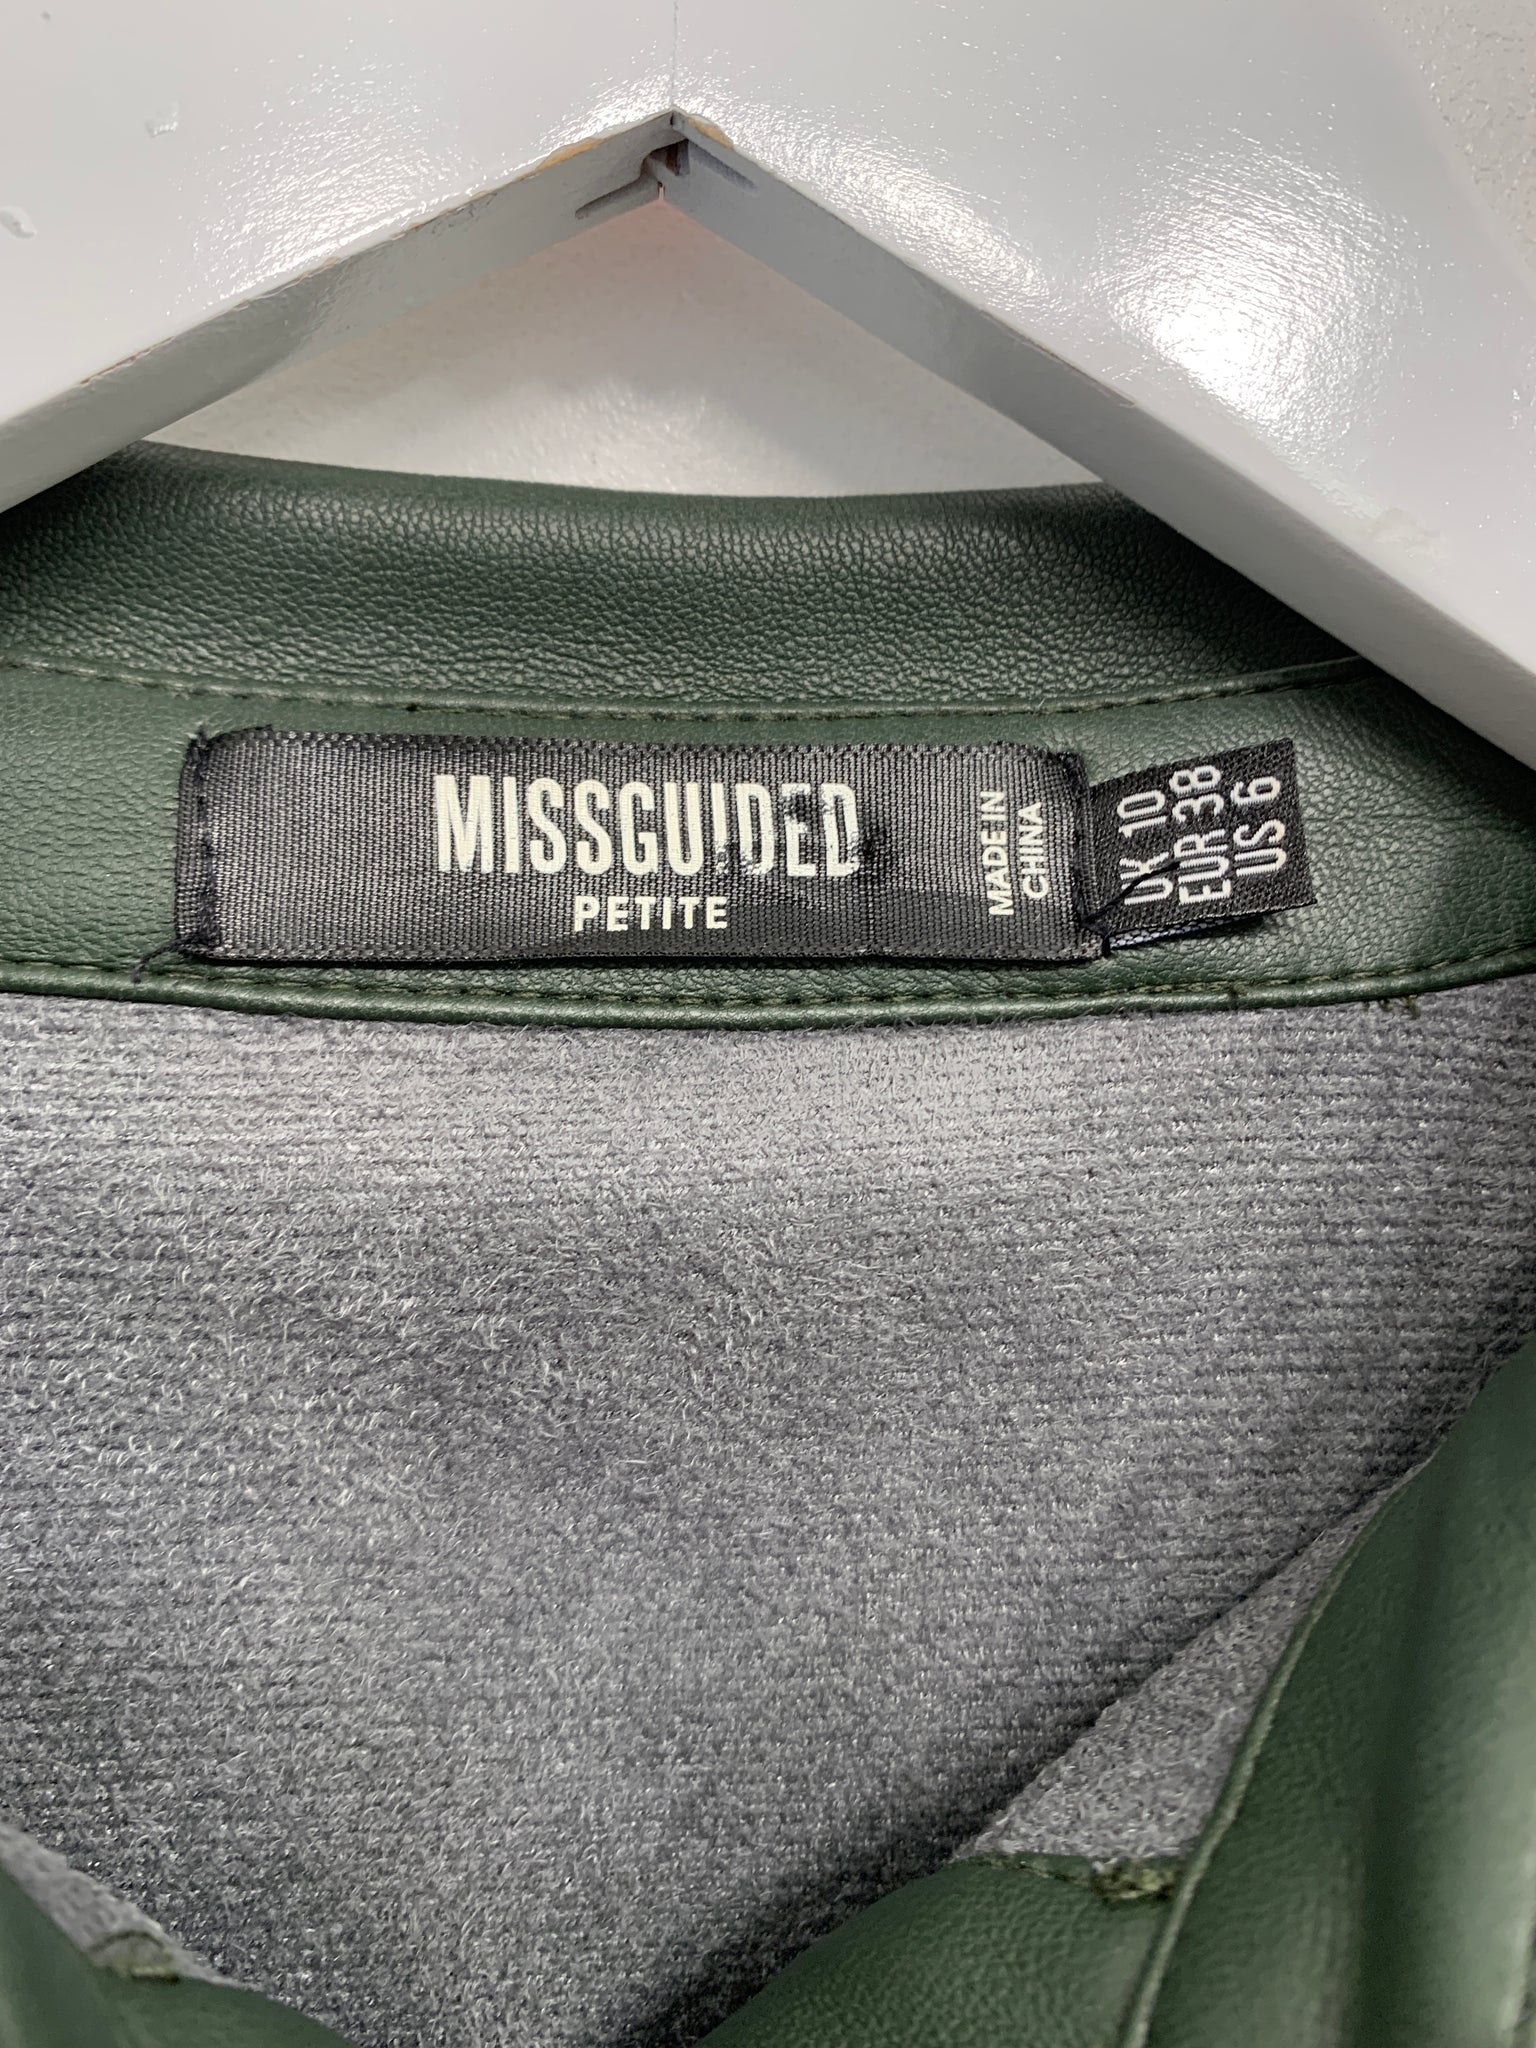 MISSGUIDED
PETITE
MADE IN
CHINA
UK 10
EUR 38
US 6